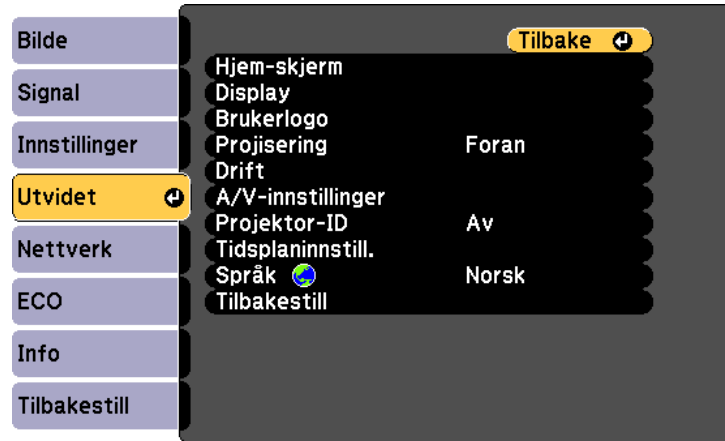 Bilde
Signal
Innstillinger
Utvidet
Nettverk
ECO
Info
Tilbakestill
Tilbake
Hjem-skjerm
Display
Brukerlogo
Projisering Foran
Drift
A/V-innstillinger
Projektor-ID Av
Tidsplaninnstill.
Språk Norsk
Tilbakestill